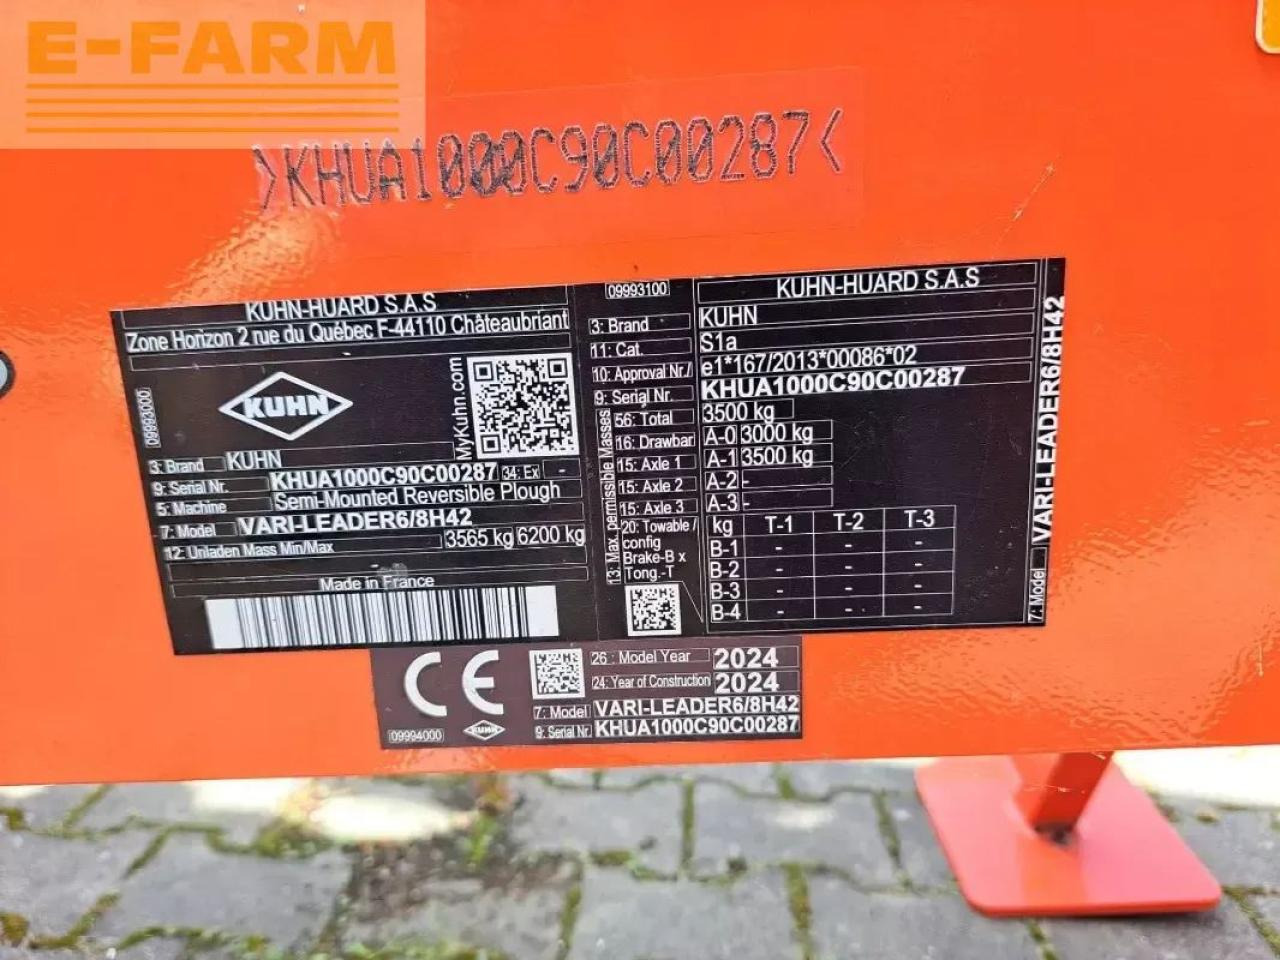 E-FARM
>KHUA1000C90C00287<
KUHN-HUARD S.A.S
Zone Horizon 2 rue du Québec F-44110 Châteaubriant
09993000
KUHN
MyKuhn.com
3: Brand KUHN
9: Serial Nr. KHUA1000C90C00287 34: Ex -
5: Machine Semi-Mounted Reversible Plough
7: Model VARI-LEADER6/8H42
12: Unladen Mass Min/Max 3565 kg 6200 kg
-
Made in France
09993100 KUHN-HUARD S.A.S
3: Brand KUHN
11: Cat. S1a
10: Approval Nr/ e1*167/2013*00086*02
9: Serial Nr. KHUA1000C90C00287
13: Max. permissible Masses
56: Total 3500 kg
16: Drawbar A-0 3000 kg
15: Axle 1 A-1 3500 kg
15: Axle 2 A-2 -
15: Axle 3 A-3 -
20: Towable / config Brake-B x Tong.-T
kg T-1 T-2 T-3
B-1 - - -
B-2 - - -
B-3 - - -
B-4 - - -
7: Model VARI-LEADER6/8H42
CE
09994000
KUHN
26 : Model Year 2024
24: Year of Construction 2024
7: Model VARI-LEADER6/8H42
9: Serial Nr. KHUA1000C90C00287